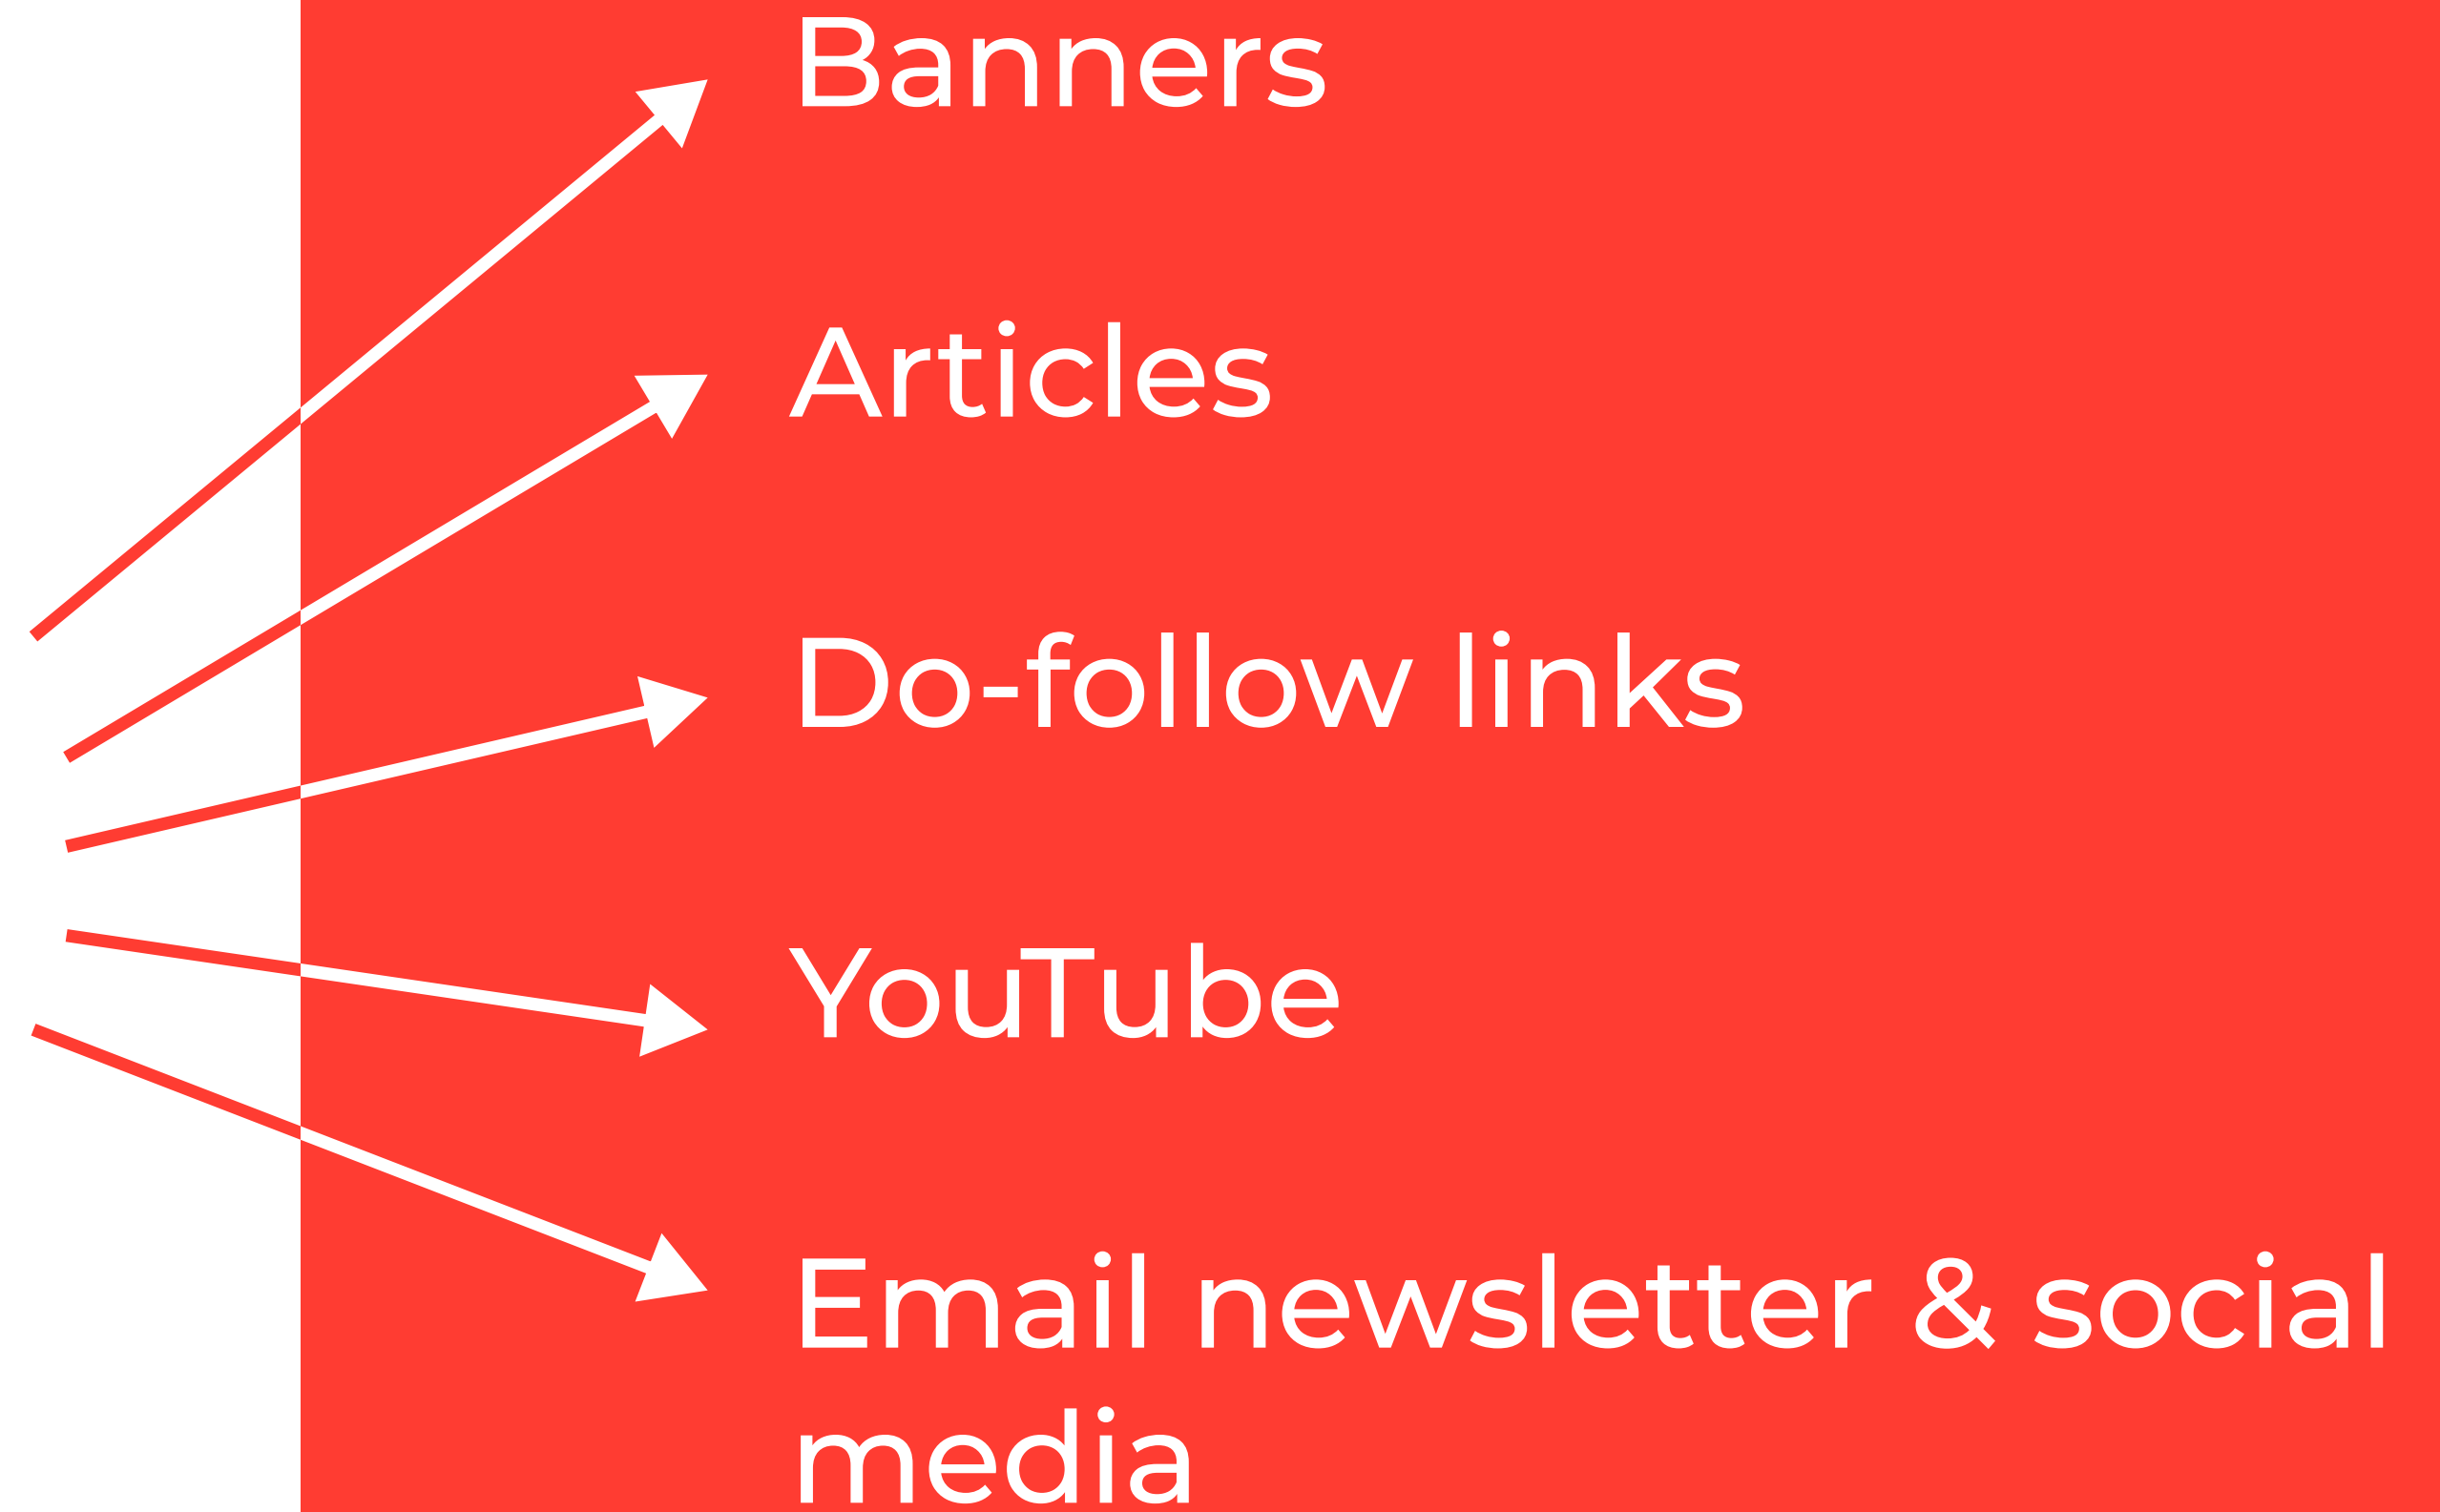 Banners
Articles
Do-follow links
YouTube
Email newsletter & social
media